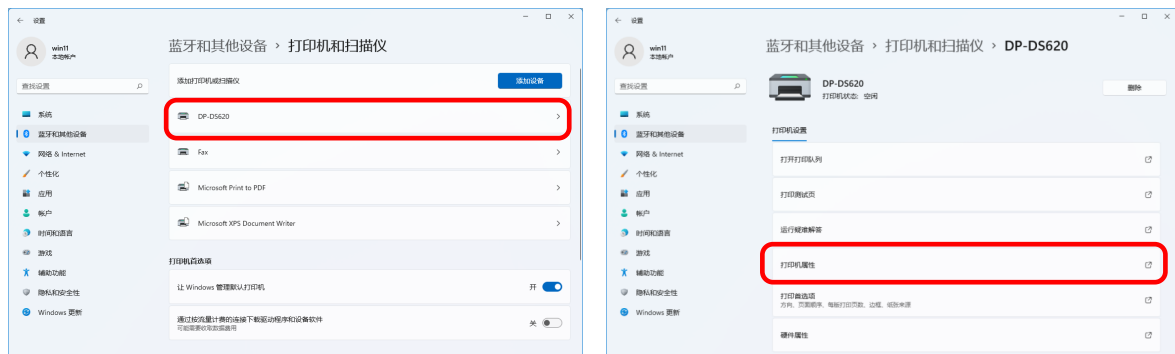 设置
win11
本地帐户
查找设置
系统
蓝牙和其他设备
网络 & Internet
个性化
应用
帐户
时间和语言
游戏
辅助功能
隐私和安全性
Windows 更新
蓝牙和其他设备 › 打印机和扫描仪
添加打印机或扫描仪
添加设备
DP-DS620
Fax
Microsoft Print to PDF
Microsoft XPS Document Writer
打印机首选项
让 Windows 管理默认打印机
开
通过按流量计费的连接下载驱动程序和设备软件
可能需要收取数据费用
关
设置
win11
本地帐户
查找设置
系统
蓝牙和其他设备
网络 & Internet
个性化
应用
帐户
时间和语言
游戏
辅助功能
隐私和安全性
Windows 更新
蓝牙和其他设备 › 打印机和扫描仪 › DP-DS620
DP-DS620
打印机状态: 空闲
删除
打印机设置
打开打印队列
打印测试页
运行疑难解答
打印机属性
打印首选项
方向、页面顺序、每版打印页数、边框、纸张来源
硬件属性